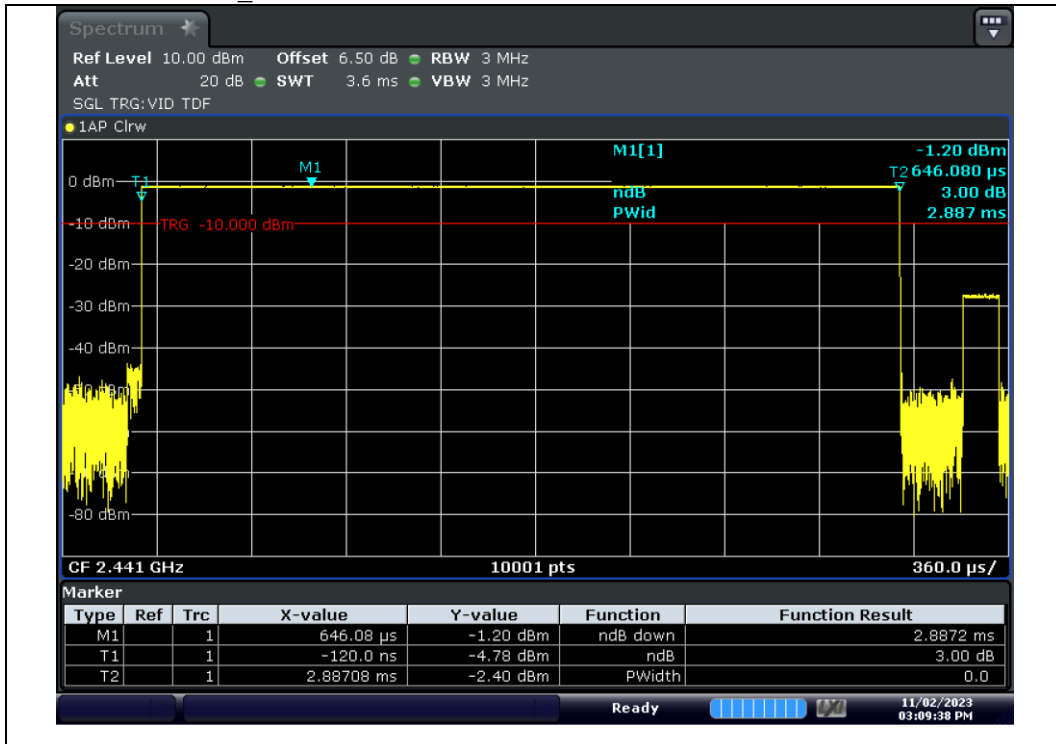 Spectrum
Ref Level 10.00 dBm Offset 6.50 dB RBW 3 MHz
Att 20 dB SWT 3.6 ms VBW 3 MHz
SGL TRG:VID TDF
1AP Clrw
M1[1] -1.20 dBm
M1
T2 646.080 µs
0 dBm
T1
ndB 3.00 dB
PWid 2.887 ms
-10 dBm
TRG -10.000 dBm
-20 dBm
-30 dBm
-40 dBm
-80 dBm
CF 2.441 GHz 10001 pts 360.0 µs/
Marker
Type Ref Trc X-value Y-value Function Function Result
M1 1 646.08 µs -1.20 dBm ndB down 2.8872 ms
T1 1 -120.0 ns -4.78 dBm ndB 3.00 dB
T2 1 2.88708 ms -2.40 dBm PWidth 0.0
Ready 11/02/2023
03:09:38 PM